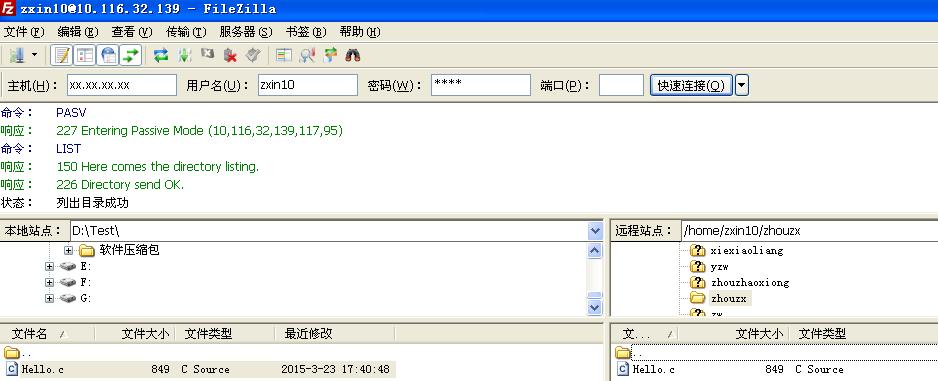 zxin10@10.116.32.139 - FileZilla
文件(F) 编辑(E) 查看(V) 传输(T) 服务器(S) 书签(B) 帮助(H)
主机(H): xx.xx.xx.xx 用户名(U): zxin10 密码(W): **** 端口(P): 快速连接(Q)
命令: PASV
响应: 227 Entering Passive Mode (10,116,32,139,117,95)
命令: LIST
响应: 150 Here comes the directory listing.
响应: 226 Directory send OK.
状态: 列出目录成功
本地站点: D:\Test\ 远程站点: /home/zxin10/zhouzx
软件压缩包 xiexiaoliang
E: yzw
F: zhouzhaoxiong
G: zhouzx
zw
文件名 文件大小 文件类型 最近修改 文... 文件大小 文件类型
.. ..
Hello.c 849 C Source 2015-3-23 17:40:48 Hello.c 849 C Source